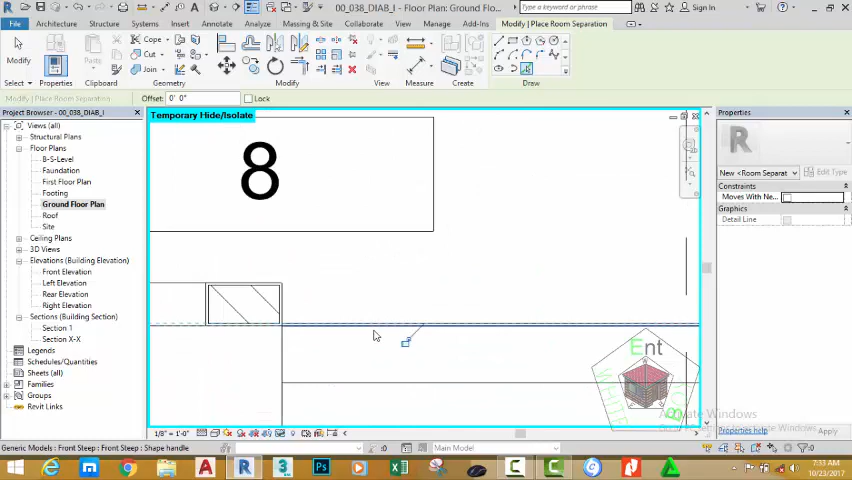 00_038_DIAB_I - Floor Plan: Ground Flo...
Sign In
File
Architecture
Structure
Systems
Insert
Annotate
Analyze
Massing & Site
Collaborate
View
Manage
Add-Ins
Modify | Place Room Separation
Modify
Paste
Cope
Cut
Join
Select
Properties
Clipboard
Geometry
Modify
View
Measure
Create
Draw
Modify | Place Room Separation
Offset: 0' 0"
Lock
Project Browser - 00_038_DIAB_I
Views (all)
Structural Plans
Floor Plans
B-S-Level
Foundation
First Floor Plan
Footing
Ground Floor Plan
Roof
Site
Ceiling Plans
3D Views
Elevations (Building Elevation)
Front Elevation
Left Elevation
Rear Elevation
Right Elevation
Sections (Building Section)
Section 1
Section X-X
Legends
Schedules/Quantities
Sheets (all)
Families
Groups
Revit Links
Temporary Hide/Isolate
8
Properties
R
New <Room Separat
Edit Type
Constraints
Moves With Ne...
Graphics
Detail Line
Ent
WHITE
Activate Windows
Properties help
Apply
1/8" = 1'-0"
Generic Models : Front Step : Front Step : Shape handle
:0
Main Model
:0
7:33 AM
10/23/2017